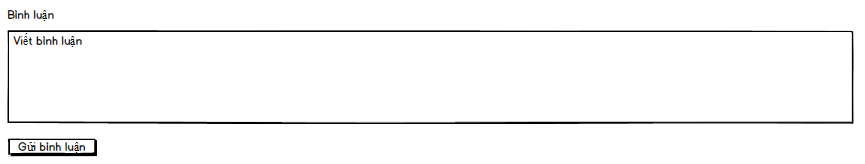 Bình luận
Viết bình luận
Gửi bình luận